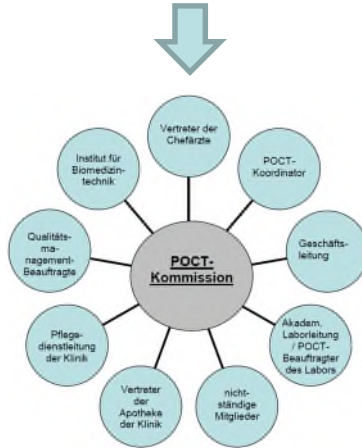 Vertreter der
Chefärzte
POCT-
Koordinator
Geschäfts-
leitung
Akadem.
Laborleitung
/ POCT-
Beauftragter
des Labors
nicht-
ständige
Mitglieder
Vertreter
der
Apotheke
der Klinik
Pflege-
dienstleitung
der Klinik
Qualitäts-
ma-
nagement-
Beauftragte
Institut für
Biomedizin-
technik
POCT-
Kommission